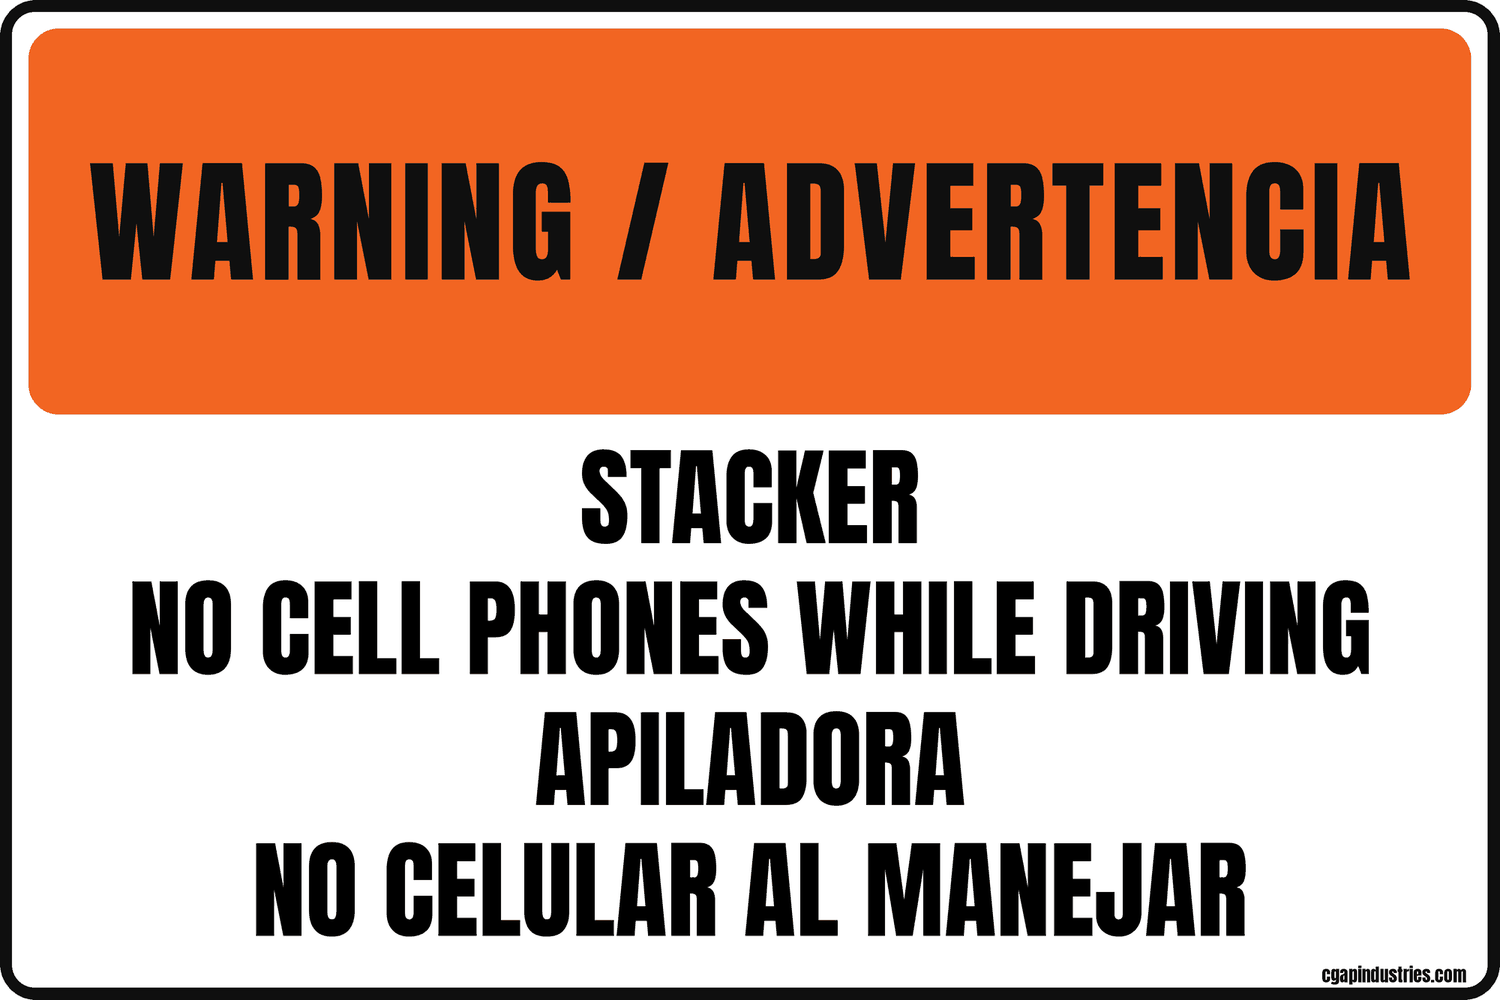 WARNING / ADVERTENCIA
STACKER
NO CELL PHONES WHILE DRIVING
APILADORA
NO CELULAR AL MANEJAR
cgapindustries.com